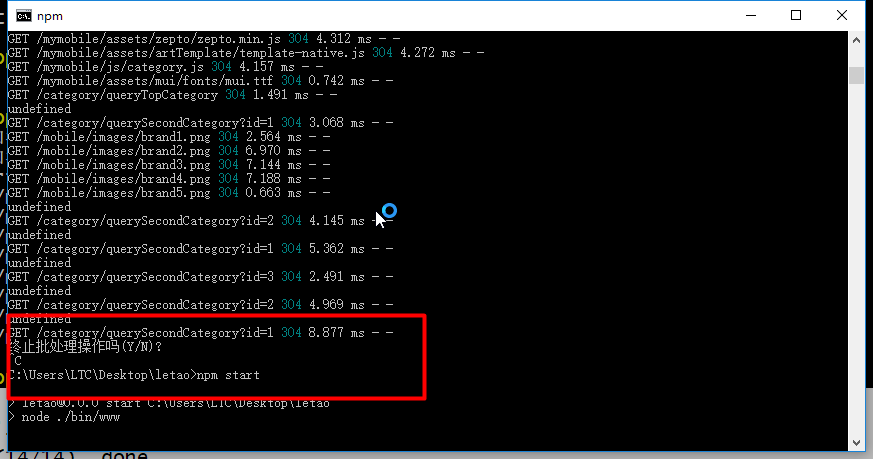 npm
GET /mymobile/assets/zepto/zepto.min.js 304 4.312 ms - -
GET /mymobile/assets/artTemplate/template-native.js 304 4.272 ms - -
GET /mymobile/js/category.js 304 4.157 ms - -
GET /mymobile/assets/mui/fonts/mui.ttf 304 0.742 ms - -
GET /category/queryTopCategory 304 1.491 ms - -
undefined
GET /category/querySecondCategory?id=1 304 3.068 ms - -
GET /mobile/images/brand1.png 304 2.564 ms - -
GET /mobile/images/brand2.png 304 6.970 ms - -
GET /mobile/images/brand3.png 304 7.144 ms - -
GET /mobile/images/brand4.png 304 7.188 ms - -
GET /mobile/images/brand5.png 304 0.663 ms - -
undefined
GET /category/querySecondCategory?id=2 304 4.145 ms - -
undefined
GET /category/querySecondCategory?id=1 304 5.362 ms - -
undefined
GET /category/querySecondCategory?id=3 304 2.491 ms - -
undefined
GET /category/querySecondCategory?id=2 304 4.969 ms - -
undefined
GET /category/querySecondCategory?id=1 304 8.877 ms - -
终止批处理操作吗(Y/N)?
C
C:\Users\LTC\Desktop\letao>npm start
> letao@0.0.0 start C:\Users\LTC\Desktop\letao
> node ./bin/www
(14/14), done